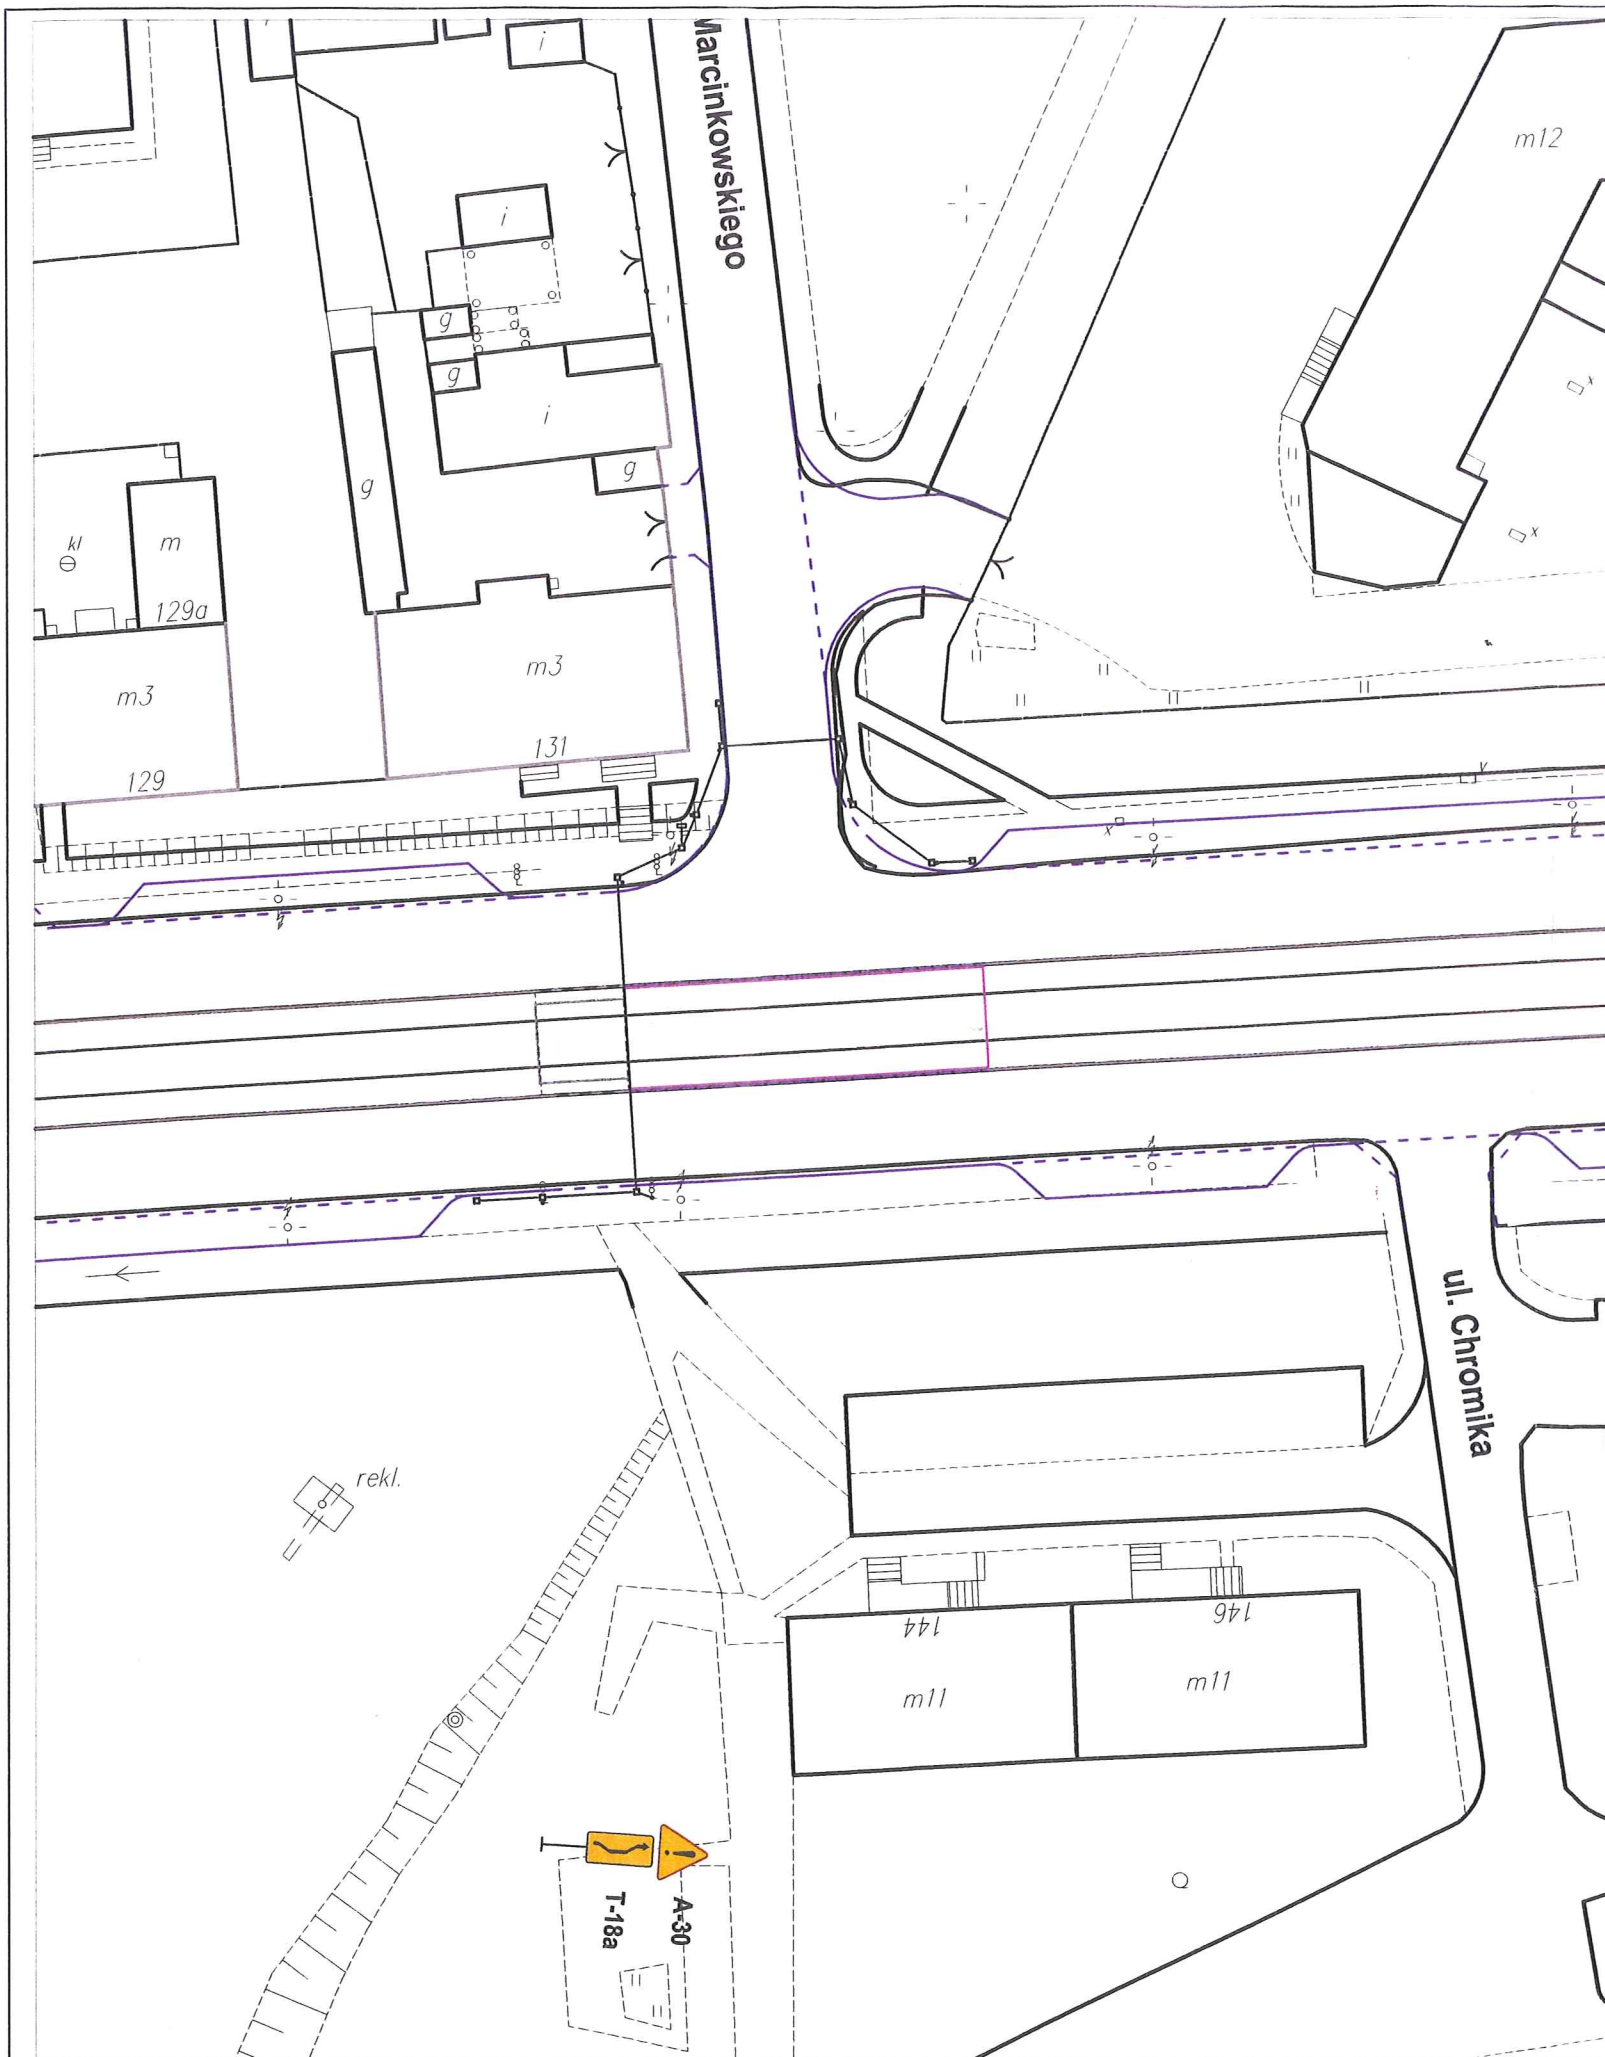 i
Marcinkowskiego
m12
i
g
g
i
g
g
x
x
kl
m
129a
m3
m3
131
129
v
x
ul. Chromika
rekl.
144
146
m11
m11
T-18a
A-30